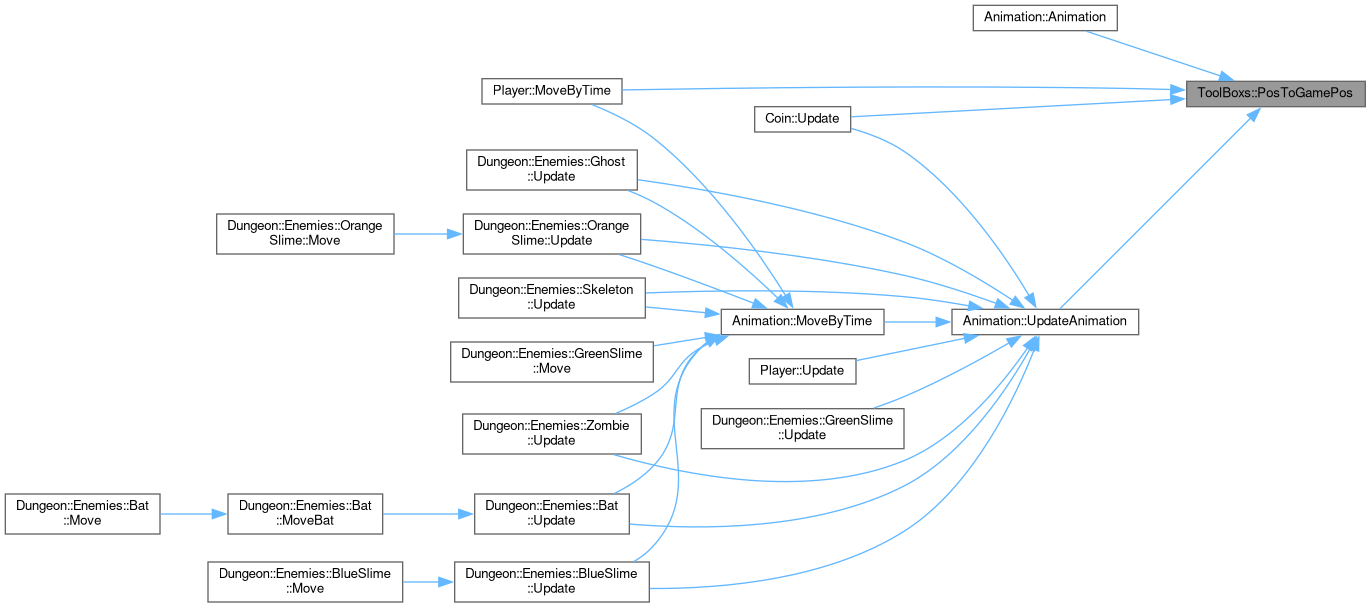 Animation::Animation
Player::MoveByTime
ToolBoxs::PosToGamePos
Coin::Update
Dungeon::Enemies::Ghost
::Update
Dungeon::Enemies::Orange
Slime::Move
Dungeon::Enemies::Orange
Slime::Update
Dungeon::Enemies::Skeleton
::Update
Animation::MoveByTime
Animation::UpdateAnimation
Dungeon::Enemies::GreenSlime
::Move
Player::Update
Dungeon::Enemies::Zombie
::Update
Dungeon::Enemies::GreenSlime
::Update
Dungeon::Enemies::Bat
::Move
Dungeon::Enemies::Bat
::MoveBat
Dungeon::Enemies::Bat
::Update
Dungeon::Enemies::BlueSlime
::Move
Dungeon::Enemies::BlueSlime
::Update